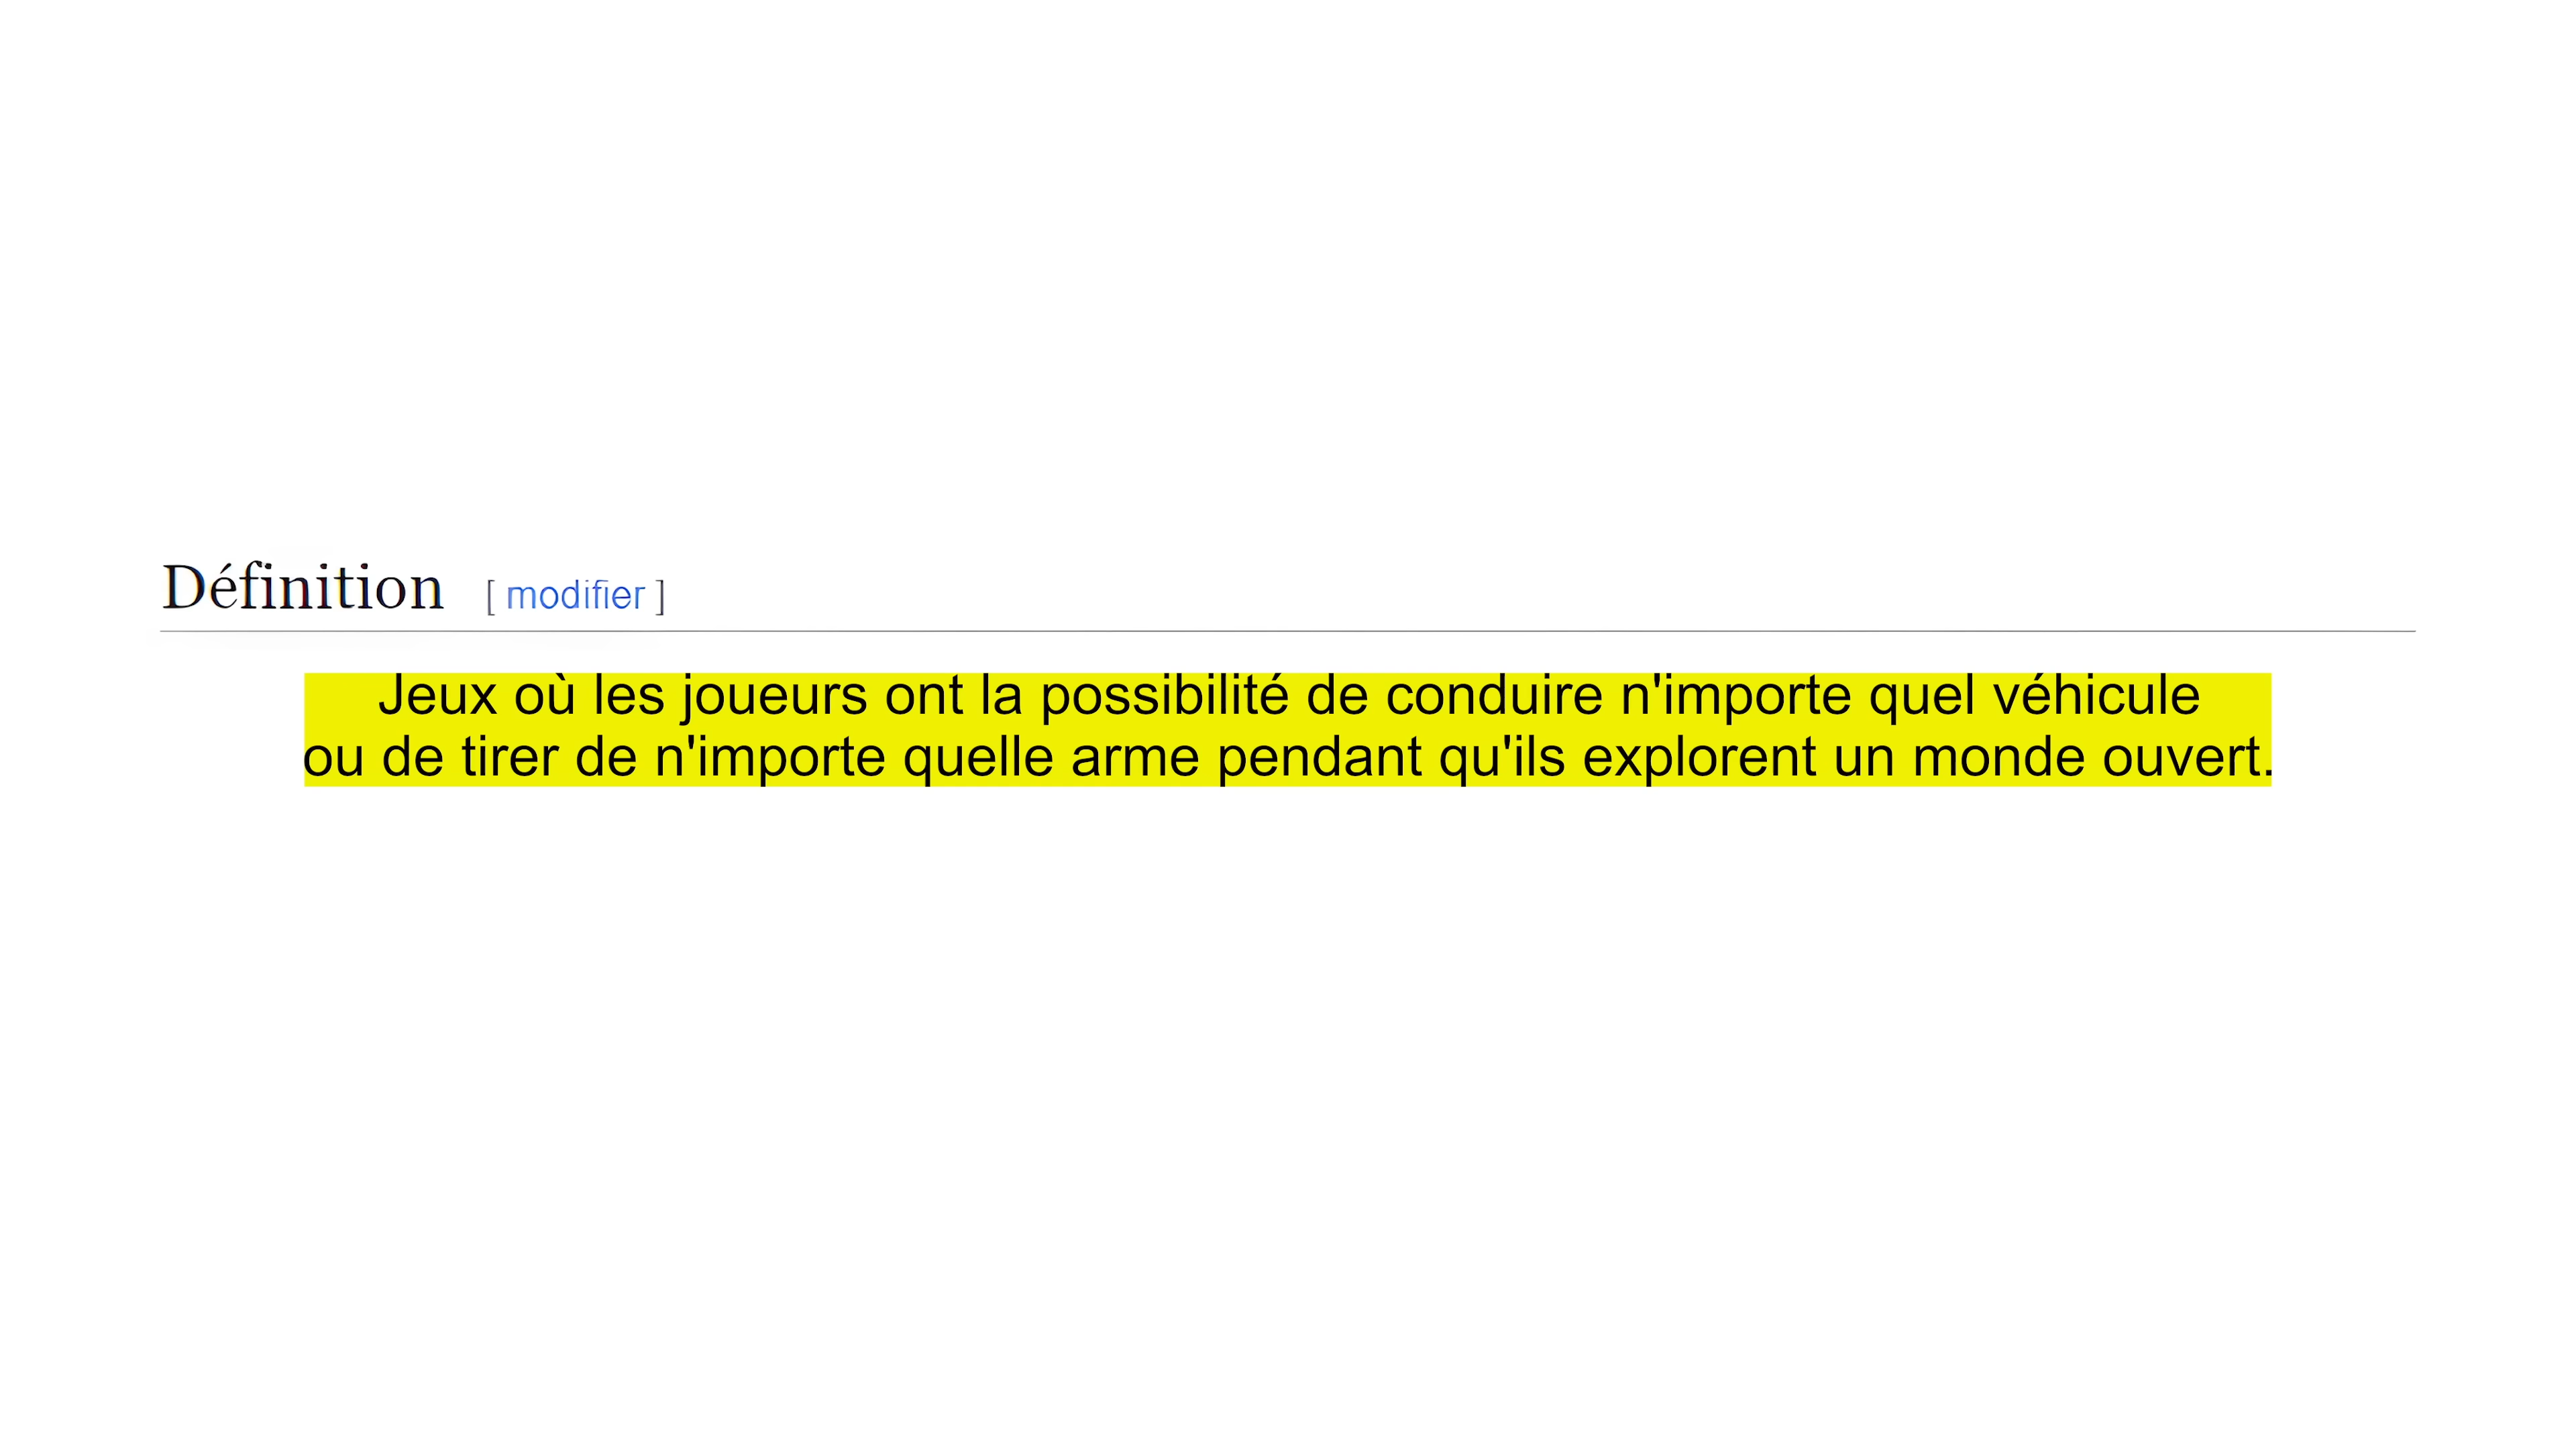 Définition [ modifier ]
Jeux où les joueurs ont la possibilité de conduire n'importe quel véhicule
ou de tirer de n'importe quelle arme pendant qu'ils explorent un monde ouvert.